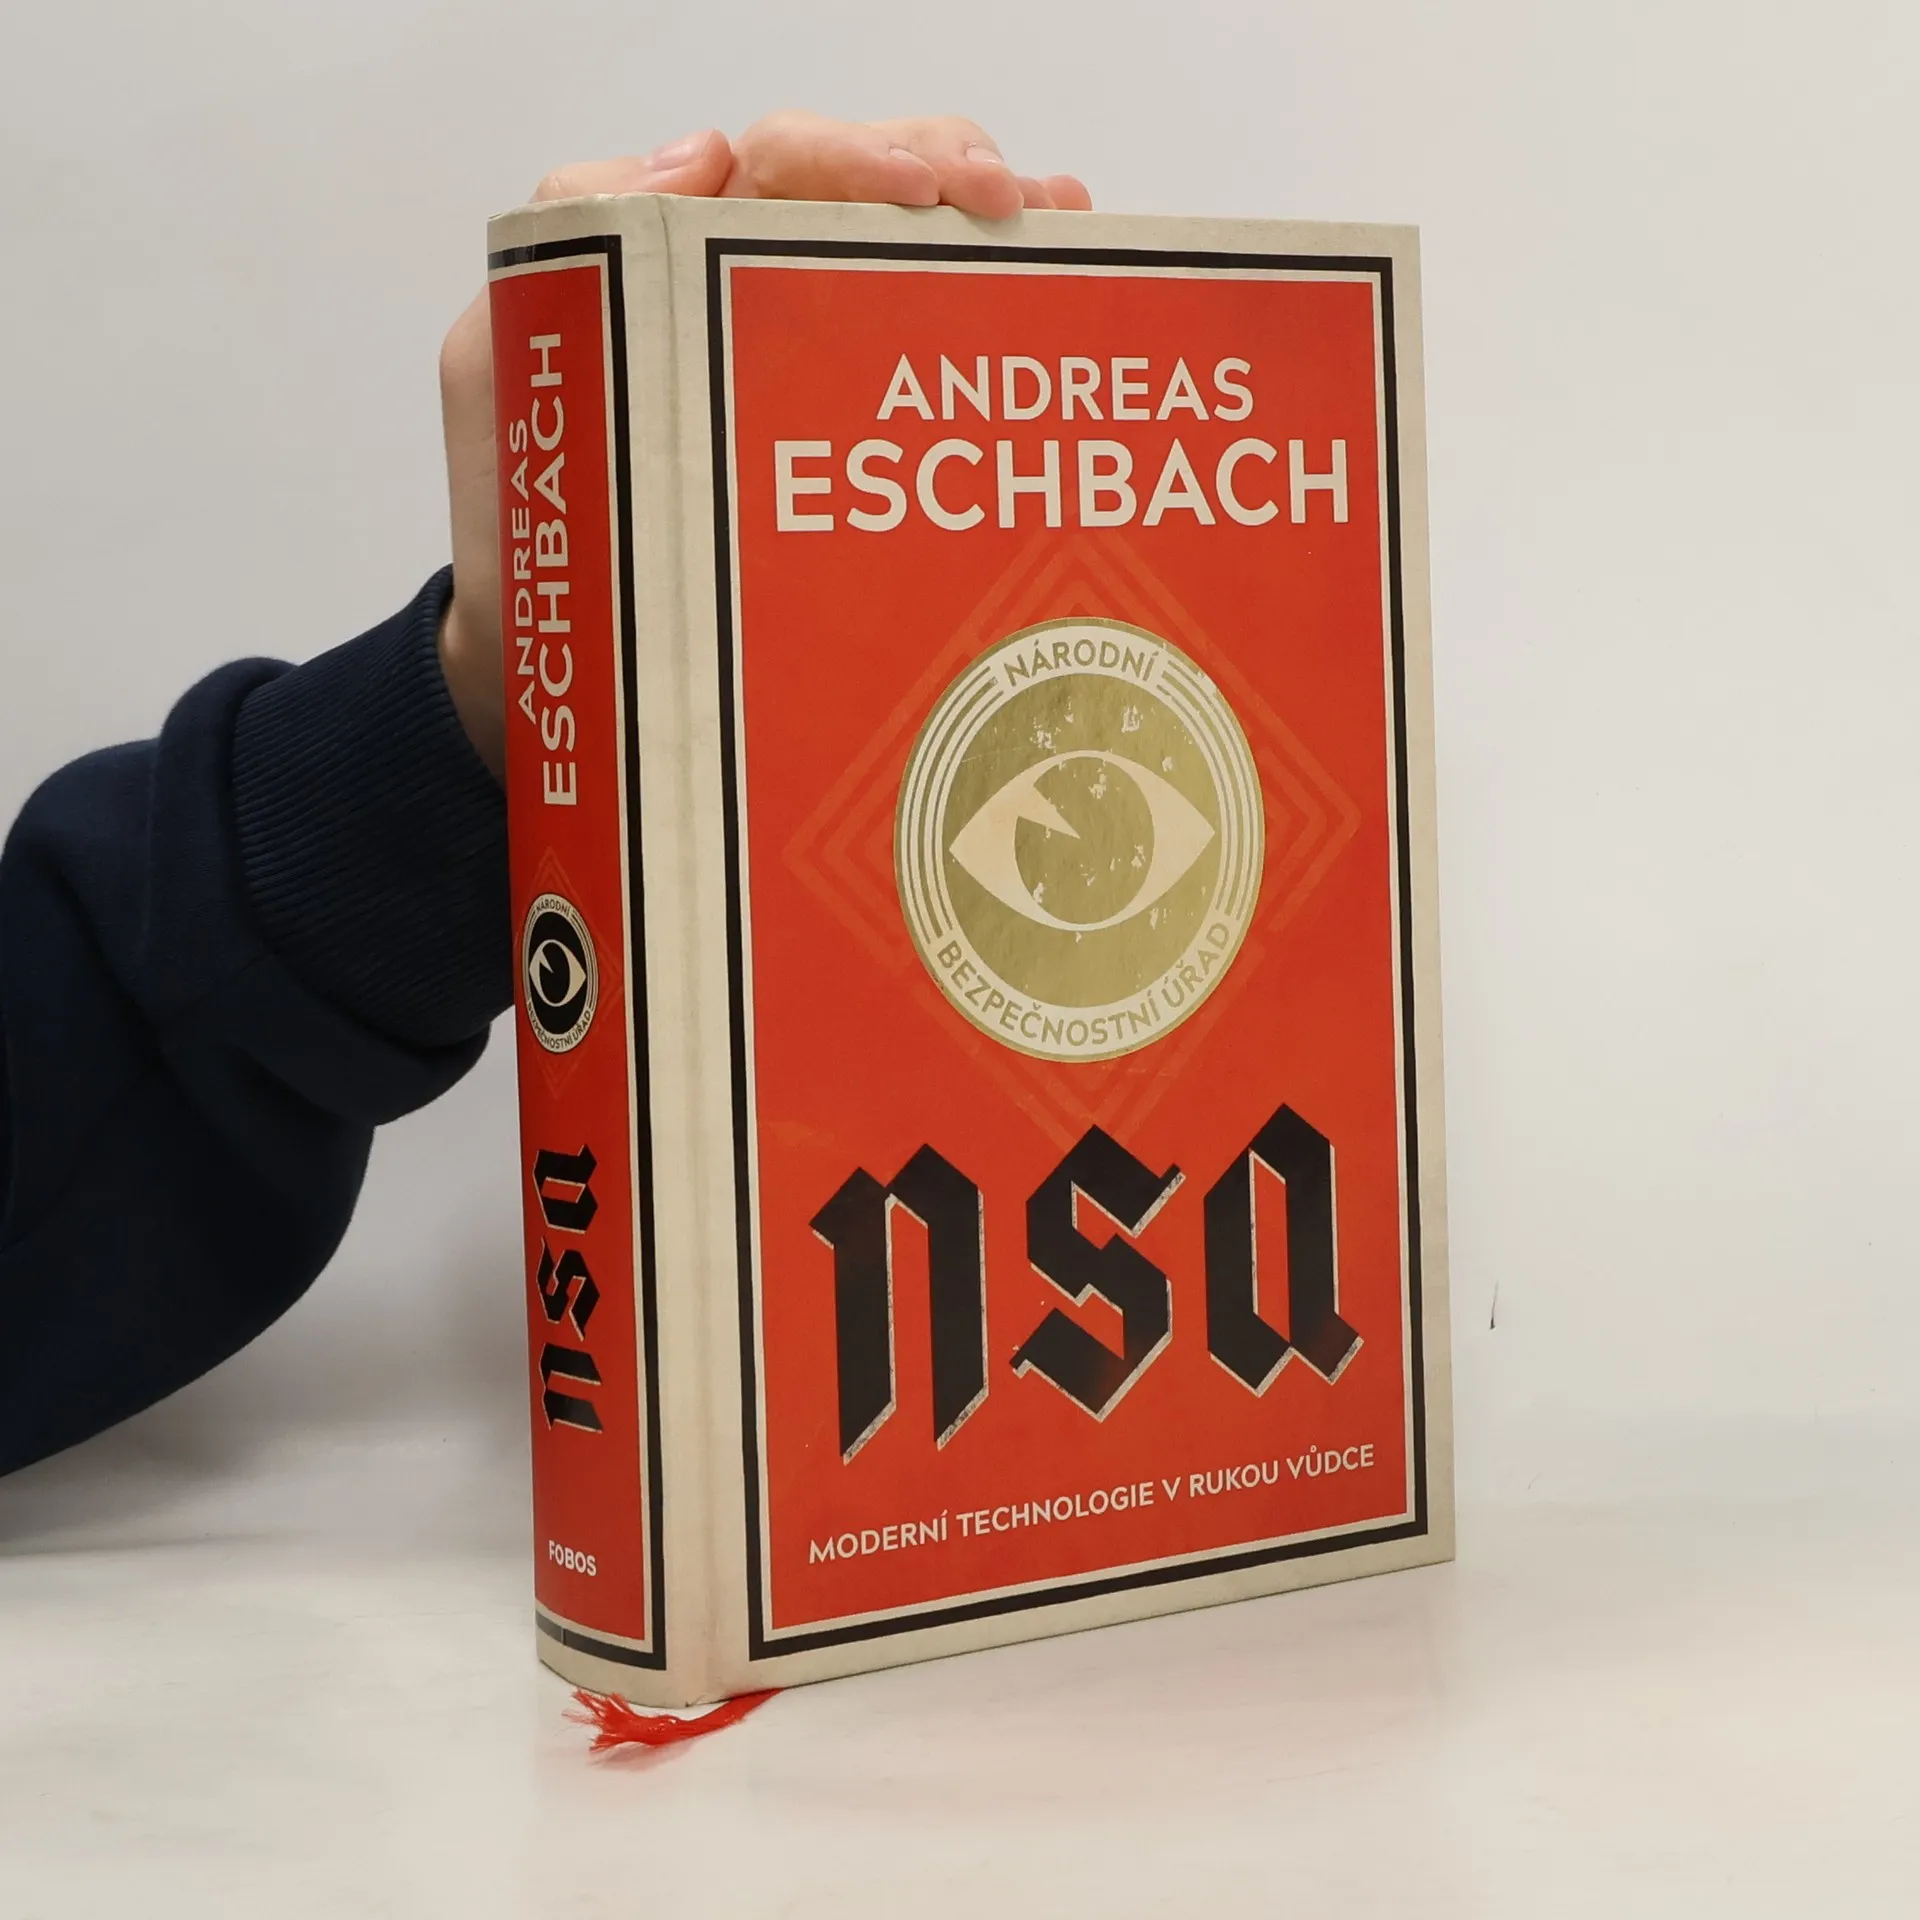 ANDREAS
ESCHBACH
NÁRODNÍ
BEZPEČNOSTNÍ ÚŘAD
nsa
MODERNÍ TECHNOLOGIE V RUKOU VŮDCE
ANDREAS
ESCHBACH
NÁRODNÍ
BEZPEČNOSTNÍ ÚŘAD
nsa
FOBOS